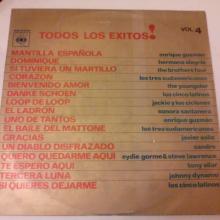 CBS
TODOS LOS EXITOS!
VOL. 4
MANTILLA ESPAÑOLA enrique guzman
DOMINIQUE hermana alegria
SI TUVIERA UN MARTILLO the brothers four
CORAZON los tres sudamericanos
BIENVENIDO AMOR the youngsters
DANKE SCHOEN los cinco latinos
LOOP DE LOOP jackie y los ciclones
EL LADRON sonora santanera
UNO DE TANTOS enrique guzman
EL BAILE DEL MATTONE los tres sudamericanos
GRACIAS javier solis
UN DIABLO DISFRAZADO sandro
QUIERO QUEDARME AQUI eydie gorme & steve lawrence
TE ESPERO AQUI tony vilar
TERCERA LUNA johnny dynamo
SI QUIERES DEJARME los cinco latinos